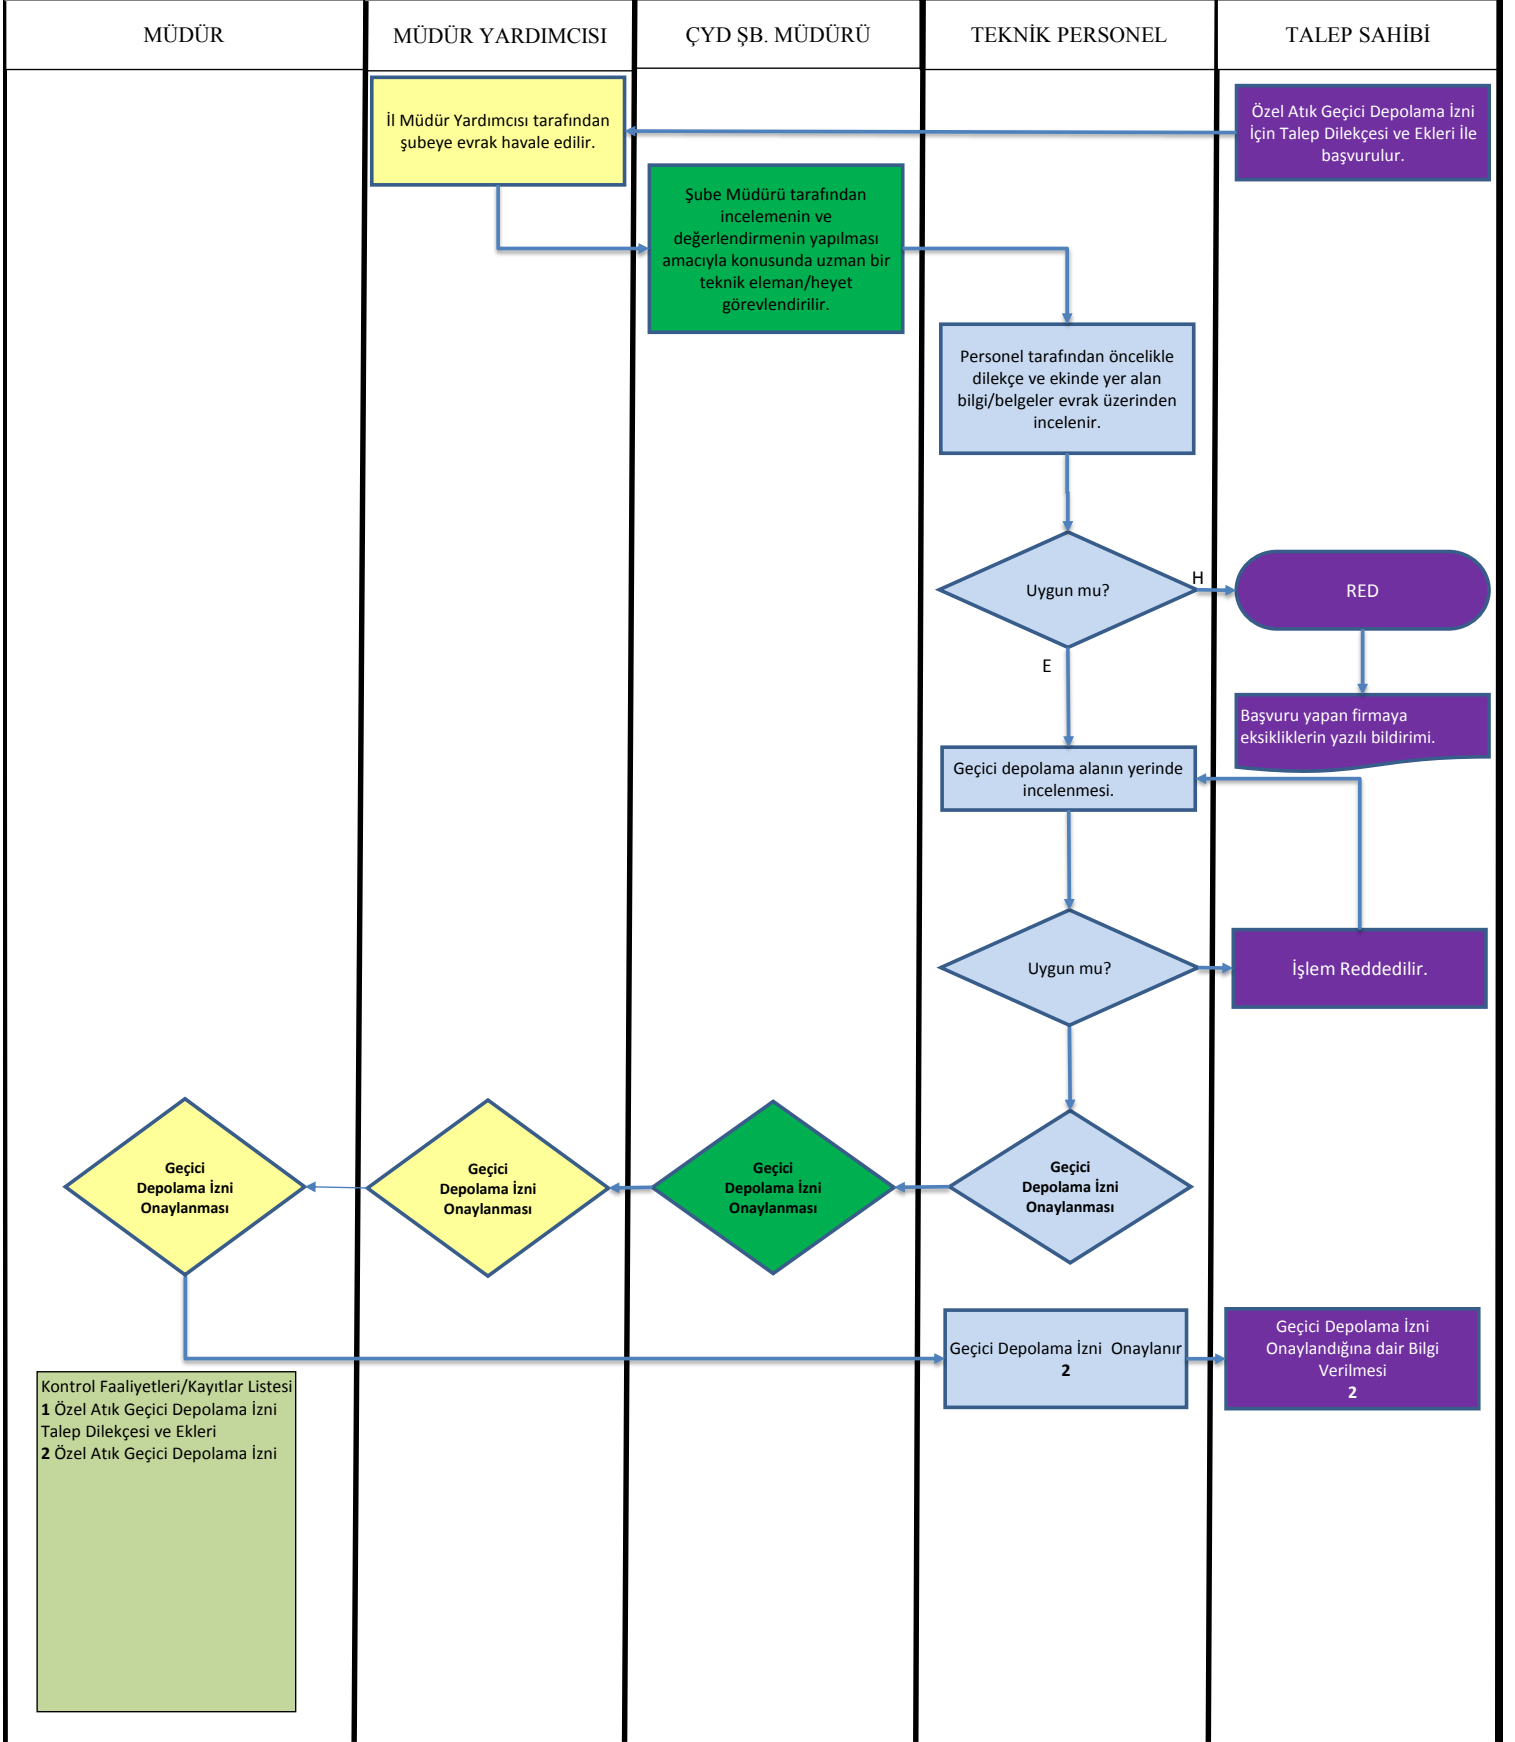 MÜDÜR
MÜDÜR YARDIMCISI
ÇYD ŞB. MÜDÜRÜ
TEKNİK PERSONEL
TALEP SAHİBİ
Özel Atık Geçici Depolama İzni
İçin Talep Dilekçesi ve Ekleri İle
başvurulur.
İl Müdür Yardımcısı tarafından
şubeye evrak havale edilir.
Şube Müdürü tarafından
incelemenin ve
değerlendirmenin yapılması
amacıyla konusunda uzman bir
teknik eleman/heyet
görevlendirilir.
Personel tarafından öncelikle
dilekçe ve ekinde yer alan
bilgi/belgeler evrak üzerinden
incelenir.
Uygun mu?
H
RED
E
Başvuru yapan firmaya
eksikliklerin yazılı bildirimi.
Geçici depolama alanın yerinde
incelenmesi.
Uygun mu?
İşlem Reddedilir.
Geçici
Depolama İzni
Onaylanması
Geçici
Depolama İzni
Onaylanması
Geçici
Depolama İzni
Onaylanması
Geçici
Depolama İzni
Onaylanması
Geçici Depolama İzni  Onaylanır
2
Geçici Depolama İzni
Onaylandığına dair Bilgi
Verilmesi
2
Kontrol Faaliyetleri/Kayıtlar Listesi
1 Özel Atık Geçici Depolama İzni
Talep Dilekçesi ve Ekleri
2 Özel Atık Geçici Depolama İzni